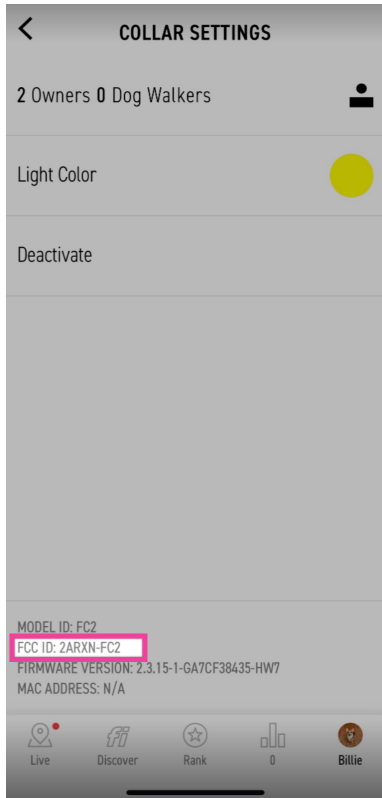 COLLAR SETTINGS
2 Owners 0 Dog Walkers
Light Color
Deactivate
MODEL ID: FC2
FCC ID: 2ARXN-FC2
FIRMWARE VERSION: 2.3.15-1-GA7CF38435-HW7
MAC ADDRESS: N/A
fi
Live Discover Rank 0 Billie